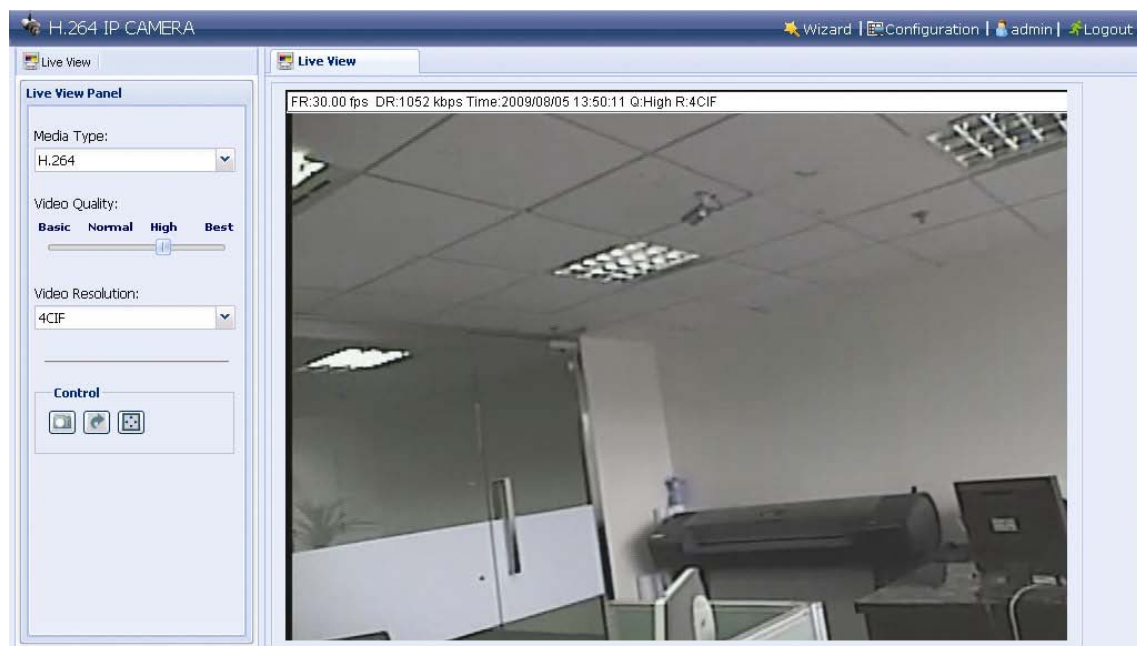 H.264 IP CAMERA
Wizard | Configuration | admin | Logout
Live View
Live View
Live View Panel
FR:30.00 fps DR:1052 kbps Time:2009/08/05 13:50:11 Q:High R:4CIF
Media Type:
H.264
Video Quality:
Basic Normal High Best
Video Resolution:
4CIF
Control